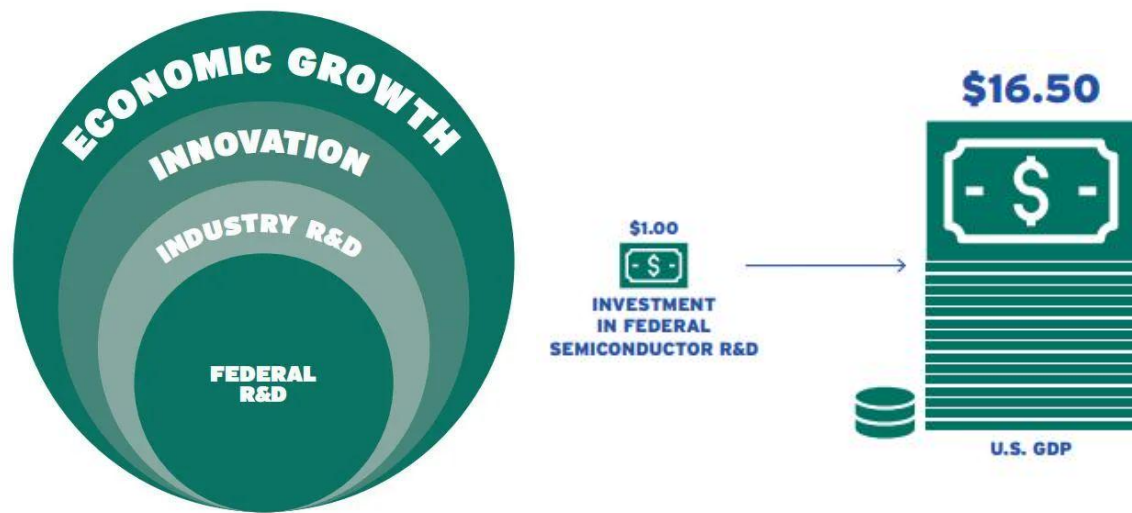 ECONOMIC GROWTH
INNOVATION
INDUSTRY R&D
FEDERAL
R&D
$1.00
- $ -
INVESTMENT
IN FEDERAL
SEMICONDUCTOR R&D
$16.50
- $ -
U.S. GDP